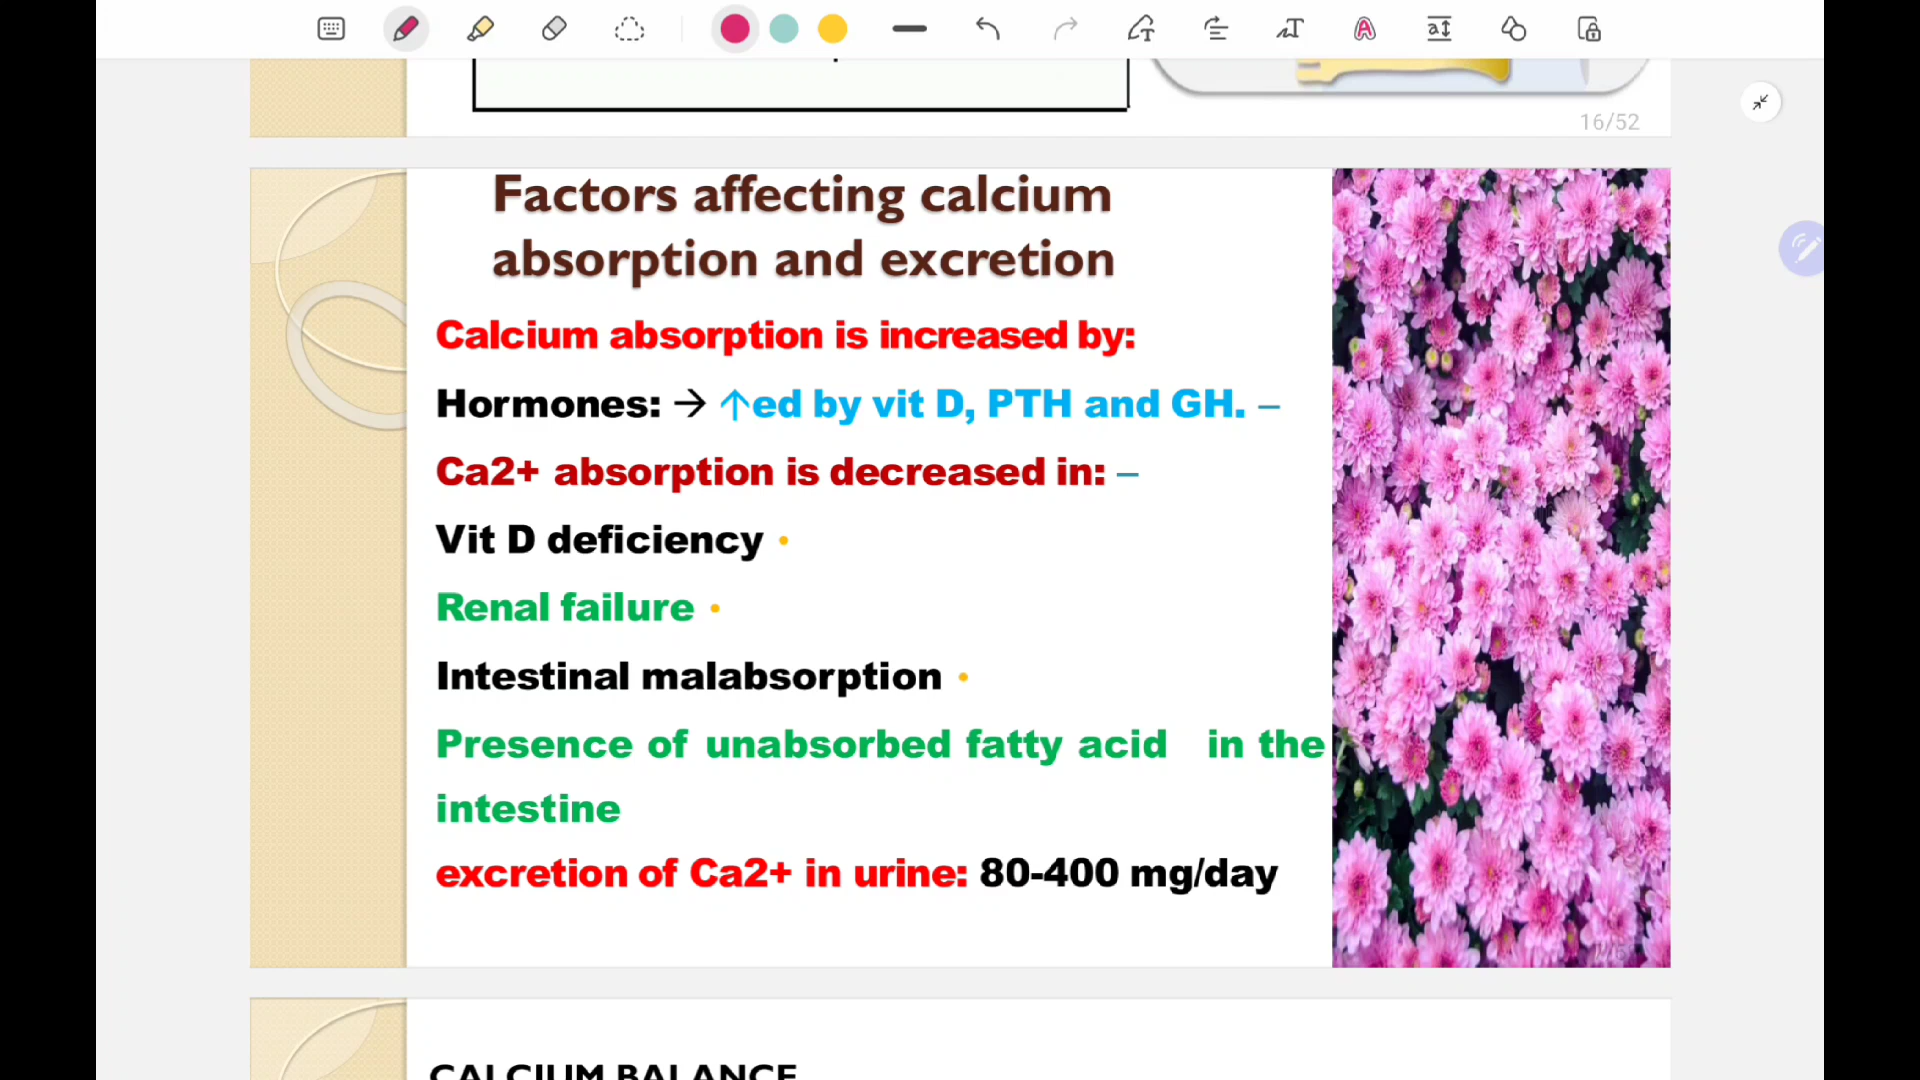 16/52
Factors affecting calcium
absorption and excretion
Calcium absorption is increased by:
Hormones: → ↑ed by vit D, PTH and GH. –
Ca2+ absorption is decreased in: –
Vit D deficiency •
Renal failure •
Intestinal malabsorption •
Presence of unabsorbed fatty acid in the
intestine
excretion of Ca2+ in urine: 80-400 mg/day
CALCIUM BALANCE